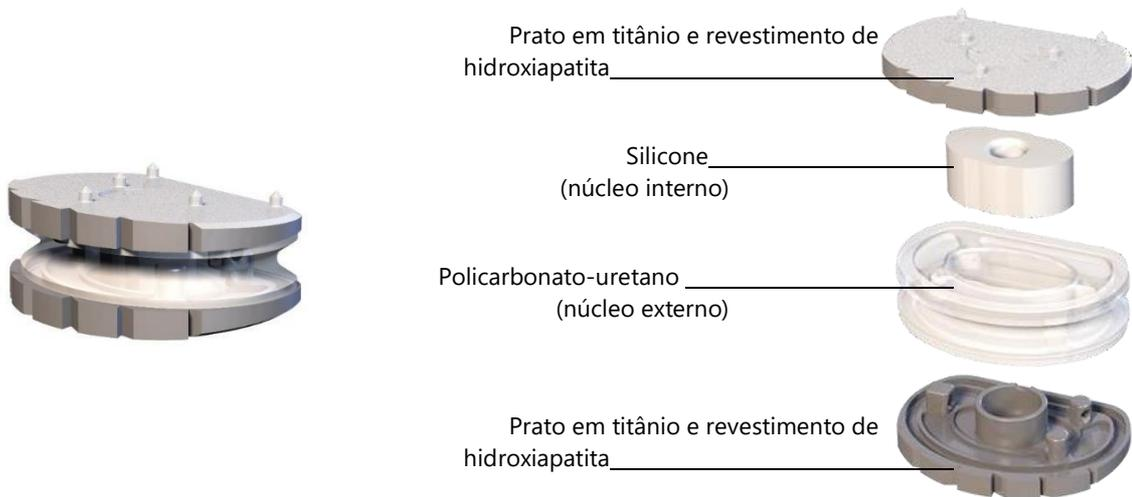 Prato em titânio e revestimento de
hidroxiapatita
Silicone
(núcleo interno)
Policarbonato-uretano
(núcleo externo)
Prato em titânio e revestimento de
hidroxiapatita